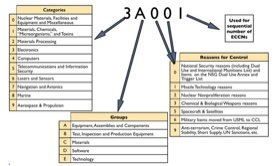 Categories
3A001
Used for
sequential
number of
ECCNs
0 Nuclear Materials, Facilities and
Equipment and Miscellaneous
1 Materials, Chemicals,
"Microorganisms", and Toxins
2 Materials Processing
3 Electronics
4 Computers
5 Telecommunications and Information
Security
6 Lasers and Sensors
7 Navigation and Avionics
8 Marine
9 Aerospace & Propulsion
Reasons for Control
0 National Security reasons (including Dual
Use and International Munitions List) and
Items on the NSG Dual Use Annex and
Trigger List
1 Missile Technology reasons
2 Nuclear Nonproliferation reasons
3 Chemical & Biological Weapons reasons
5 Spacecraft & Satellites
6 Military Items moved from USML to CCL
9 Anti-terrorism, Crime Control, Regional
Stability, Short Supply, UN Sanctions, etc.
Groups
A Equipment, Assemblies and Components
B Test, Inspection and Production Equipment
C Materials
D Software
E Technology